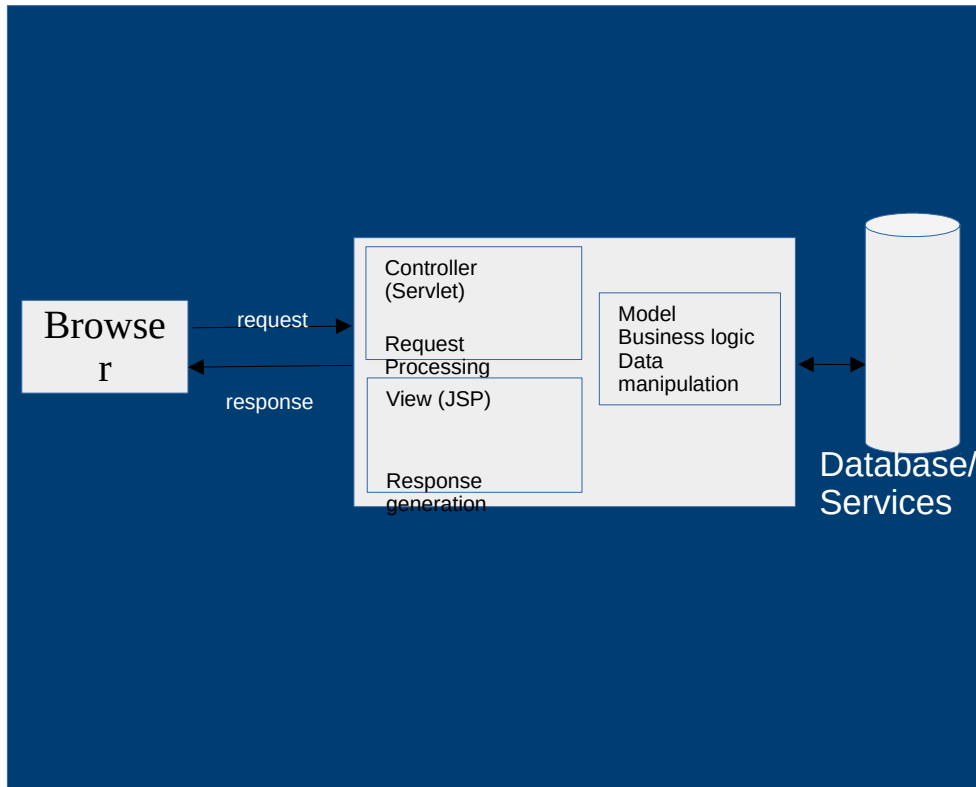 Browse
r
request
response
Controller
(Servlet)
Request
Processing
View (JSP)
Response
generation
Model
Business logic
Data
manipulation
Database/
Services